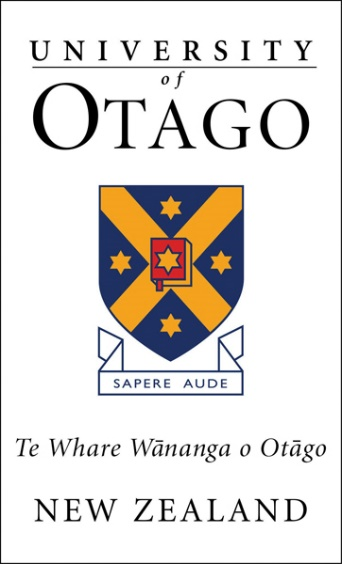 UNIVERSITY
of
OTAGO
SAPERE AUDE
Te Whare Wānanga o Otāgo
NEW ZEALAND